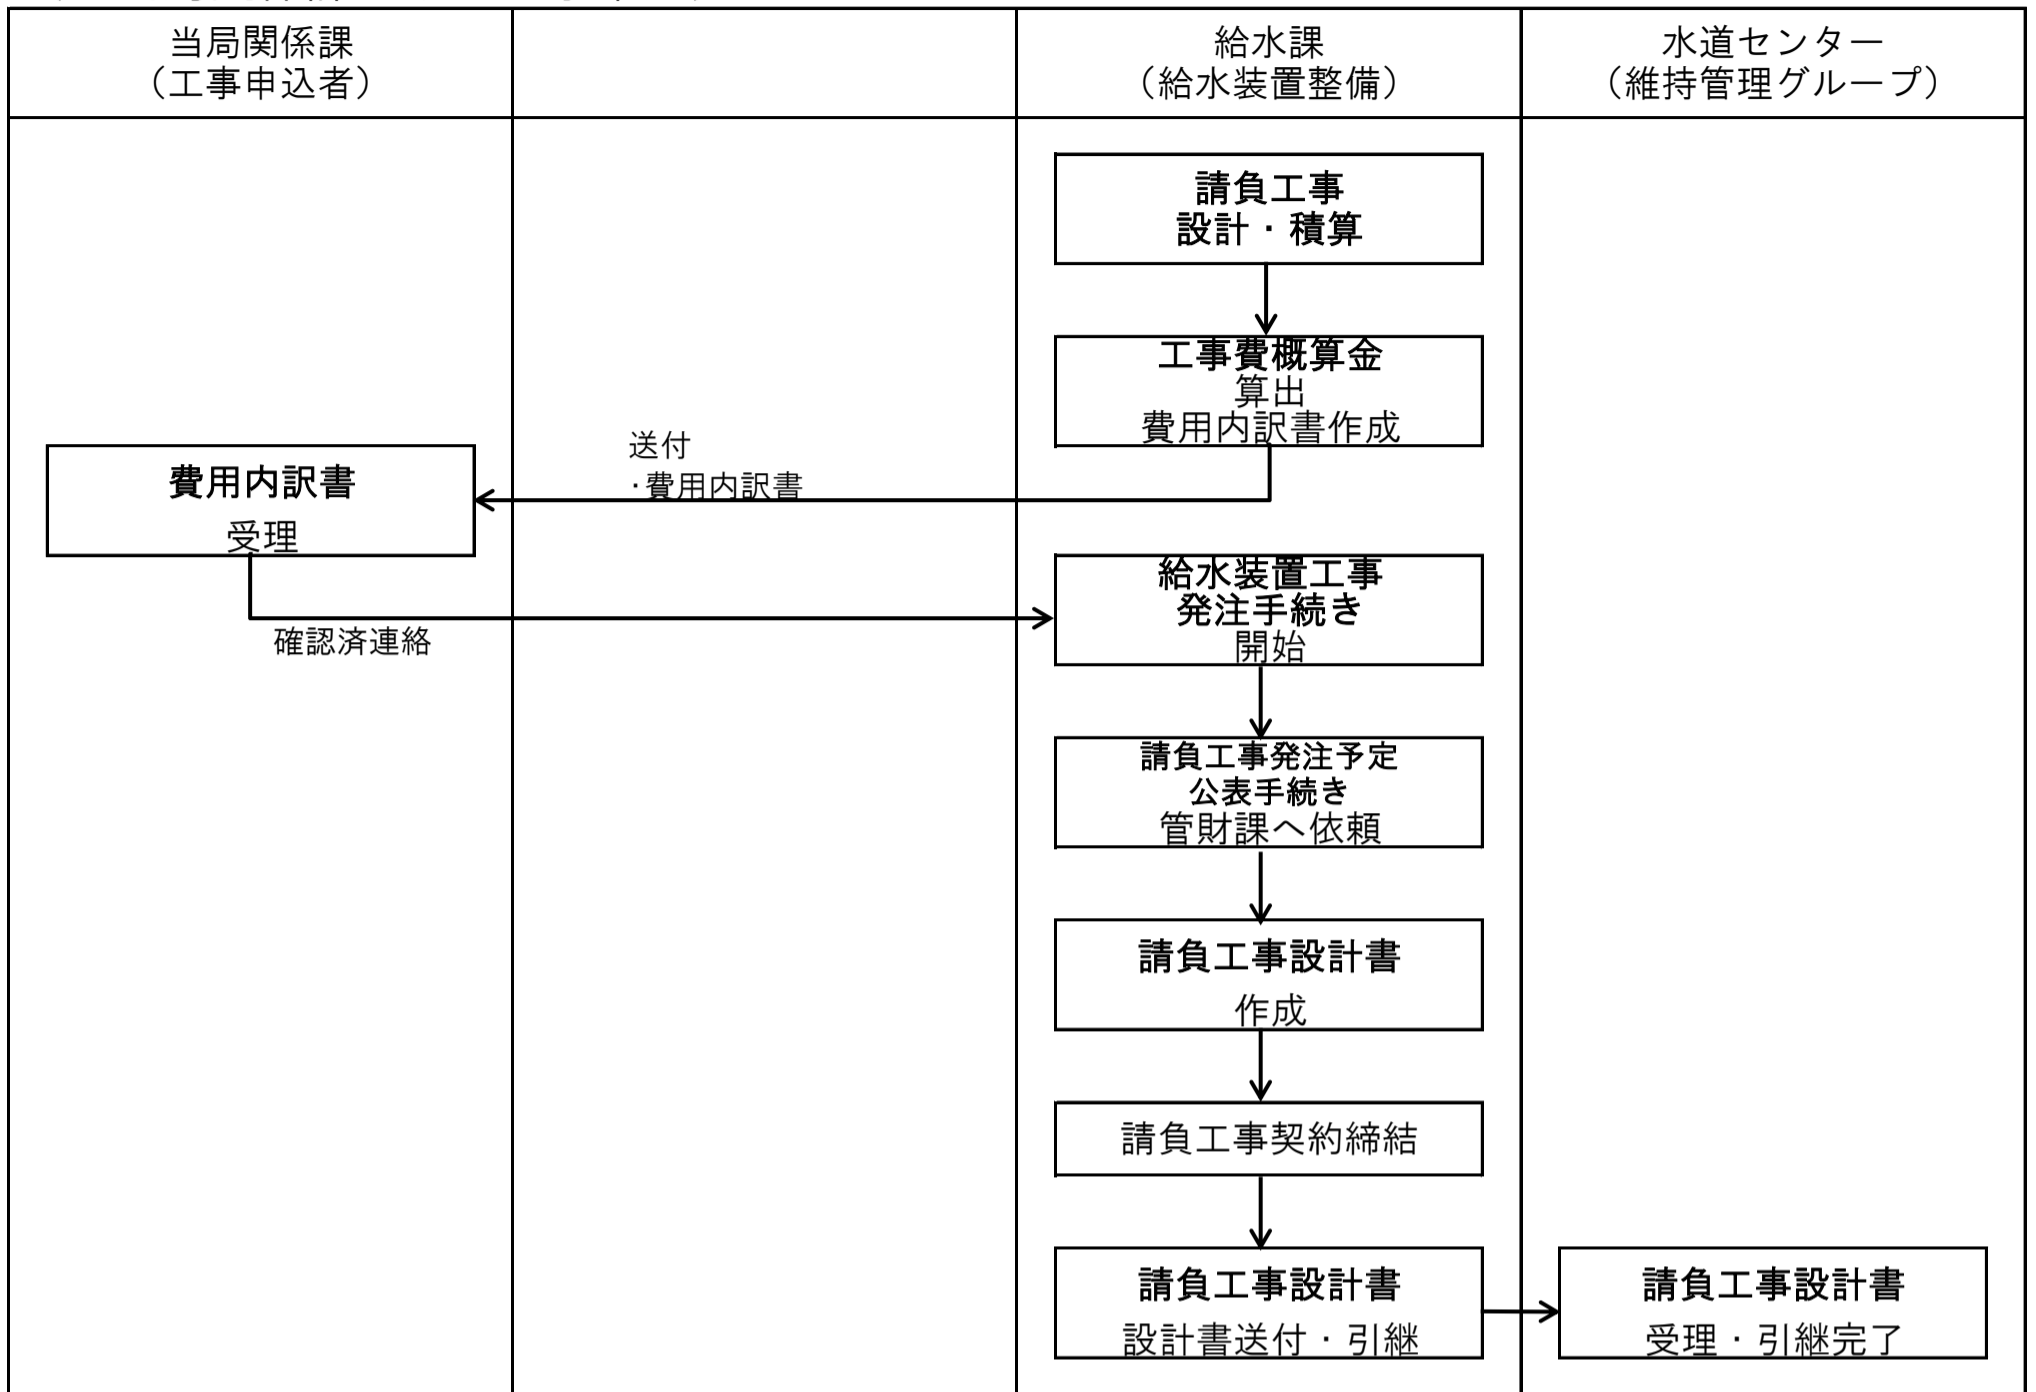 当局関係課
（工事申込者）
給水課
（給水装置整備）
水道センター
（維持管理グループ）
請負工事
設計・積算
工事費概算金
算出
費用内訳書作成
送付
・費用内訳書
費用内訳書
受理
確認済連絡
給水装置工事
発注手続き
開始
請負工事発注予定
公表手続き
管財課へ依頼
請負工事設計書
作成
請負工事契約締結
請負工事設計書
設計書送付・引継
請負工事設計書
受理・引継完了